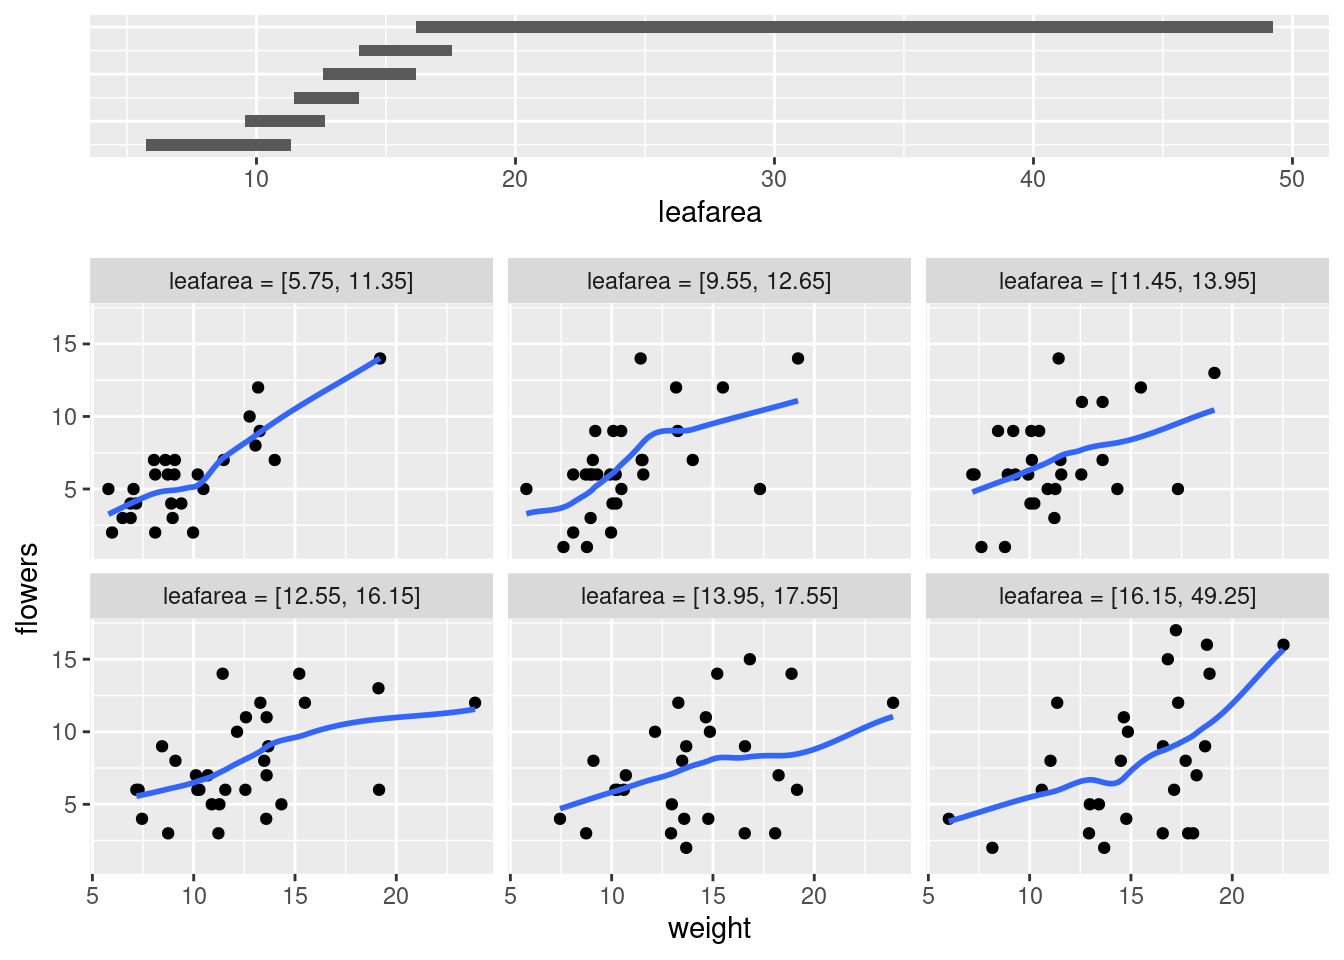 10 20 30 40 50
leafarea
leafarea = [5.75, 11.35] leafarea = [9.55, 12.65] leafarea = [11.45, 13.95]
15
10
5
flowers
leafarea = [12.55, 16.15] leafarea = [13.95, 17.55] leafarea = [16.15, 49.25]
15
10
5
5 10 15 20 5 10 15 20 5 10 15 20
weight